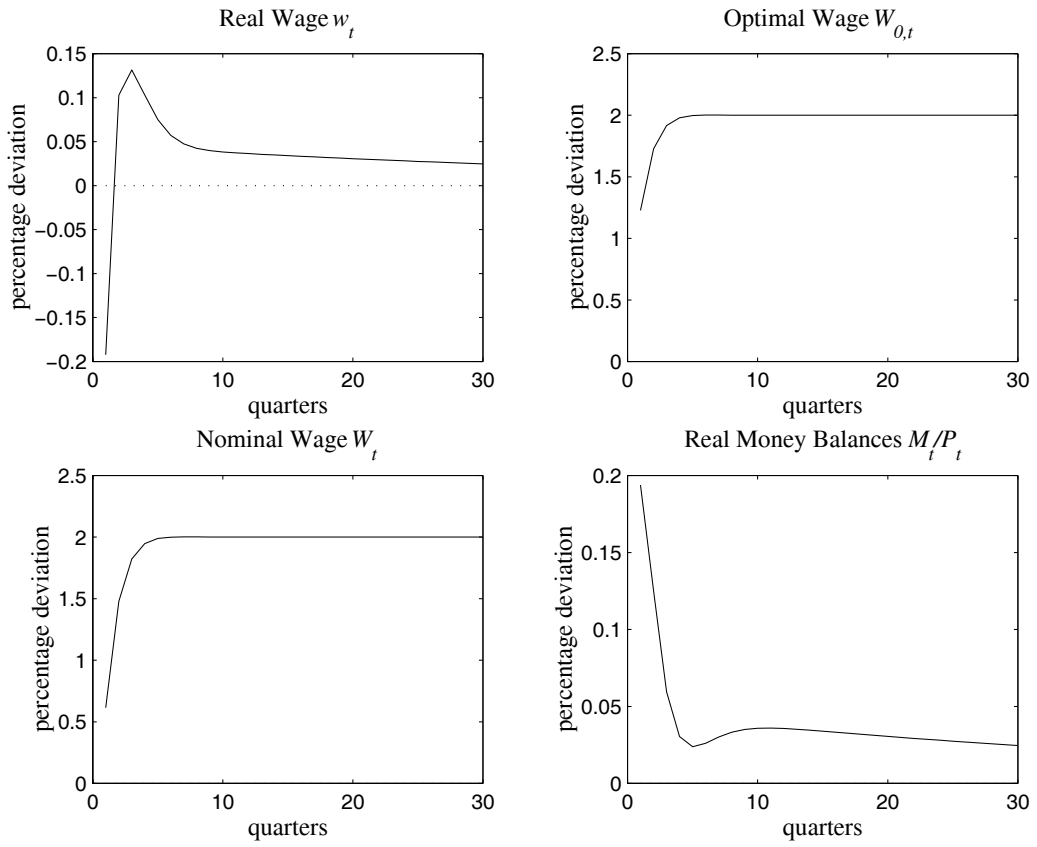 Real Wage w_t
percentage deviation
0.15
0.1
0.05
0
−0.05
−0.1
−0.15
−0.2
0 10 20 30
quarters
Optimal Wage W_{0,t}
percentage deviation
2.5
2
1.5
1
0.5
0
0 10 20 30
quarters
Nominal Wage W_t
percentage deviation
2.5
2
1.5
1
0.5
0
0 10 20 30
quarters
Real Money Balances M_t/P_t
percentage deviation
0.2
0.15
0.1
0.05
0
0 10 20 30
quarters